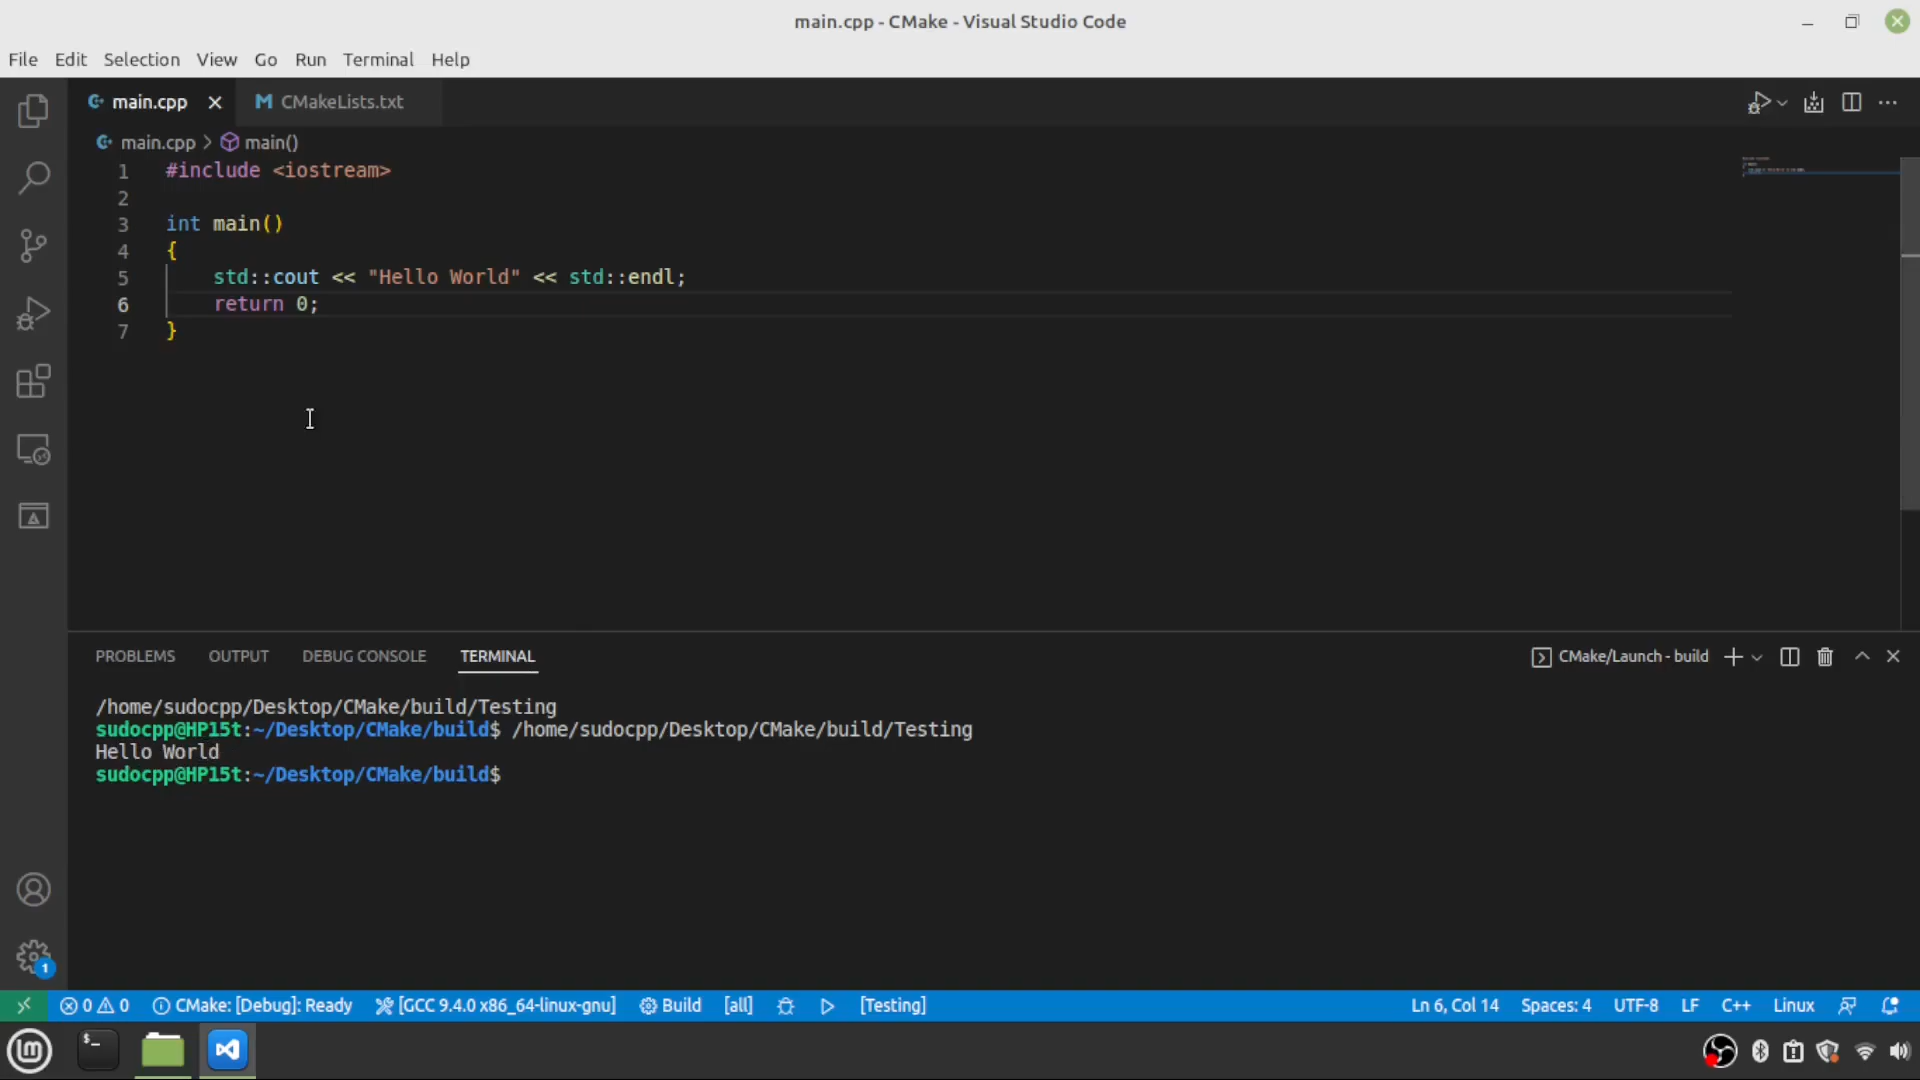 main.cpp - CMake - Visual Studio Code
File Edit Selection View Go Run Terminal Help
main.cpp CMakeLists.txt
main.cpp > main()
1 #include <iostream>
2
3 int main()
4 {
5 std::cout << "Hello World" << std::endl;
6 return 0;
7 }
PROBLEMS OUTPUT DEBUG CONSOLE TERMINAL CMake/Launch - build
/home/sudocpp/Desktop/CMake/build/Testing
sudocpp@HP15t:~/Desktop/CMake/build$ /home/sudocpp/Desktop/CMake/build/Testing
Hello World
sudocpp@HP15t:~/Desktop/CMake/build$
1
0 0 CMake: [Debug]: Ready [GCC 9.4.0 x86_64-linux-gnu] Build [all] [Testing] Ln 6, Col 14 Spaces: 4 UTF-8 LF C++ Linux